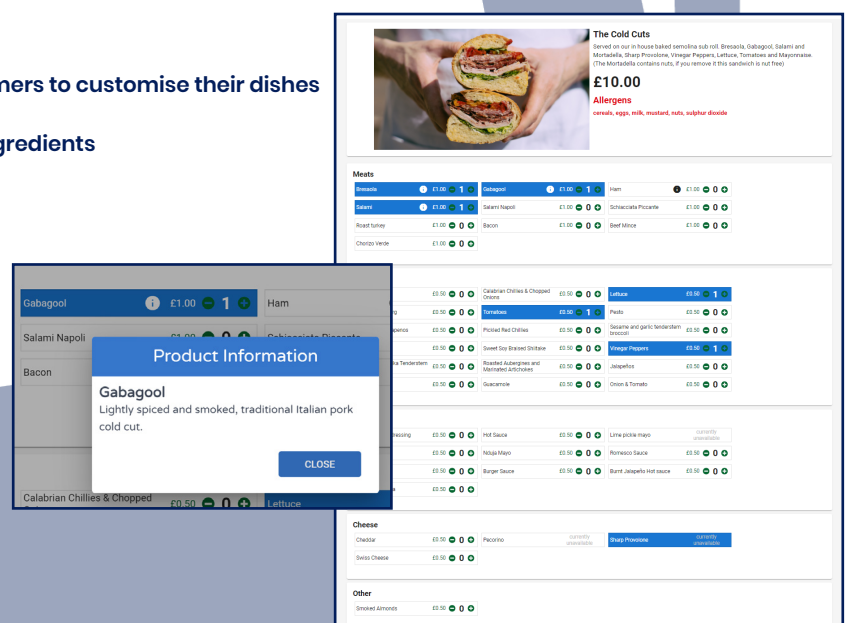 mers to customise their dishes
gredients
The Cold Cuts
Served on our in house baked semolina sub roll. Bresaola, Gabagool, Salami and
Mortadella, Sharp Provolone, Vinegar Peppers, Lettuce, Tomatoes and Mayonnaise.
(The Mortadella contains nuts, if you remove it this sandwich is nut free)
£10.00
Allergens
cereals, eggs, milk, mustard, nuts, sulphur dioxide
Meats
Bresaola i £1.00 1 Gabagool i £1.00 1 Ham i £1.00 0
Salami i £1.00 1 Salami Napoli £1.00 0 Schiacciata Piccante £1.00 0
Roast turkey £1.00 0 Bacon £1.00 0 Beef Mince £1.00 0
Chorizo Verde £1.00 0
£0.50 0 Calabrian Chillies & Chopped Onions £0.50 0 Lettuce £0.50 1
£0.50 0 Tomatoes £0.50 1 Pesto £0.50 0
apenos £0.50 0 Pickled Red Chillies £0.50 0 Sesame and garlic tenderstem broccoli £0.50 0
£0.50 0 Sweet Soy Braised Shiitake £0.50 0 Vinegar Peppers £0.50 1
ka Tenderstem £0.50 0 Roasted Aubergines and Marinated Artichokes £0.50 0 Jalapeños £0.50 0
£0.50 0 Guacamole £0.50 0 Onion & Tomato £0.50 0
ressing £0.50 0 Hot Sauce £0.50 0 Lime pickle mayo currently unavailable
£0.50 0 Nduja Mayo £0.50 0 Romesco Sauce £0.50 0
£0.50 0 Burger Sauce £0.50 0 Burnt Jalapeño Hot sauce £0.50 0
£0.50 0
Cheese
Cheddar £0.50 0 Pecorino currently unavailable Sharp Provolone currently unavailable
Swiss Cheese £0.50 0
Other
Smoked Almonds £0.50 0
Gabagool i £1.00 1 Ham
Salami Napoli
Bacon
Product Information
Gabagool
Lightly spiced and smoked, traditional Italian pork
cold cut.
CLOSE
Calabrian Chillies & Chopped £0.50 0 Lettuce